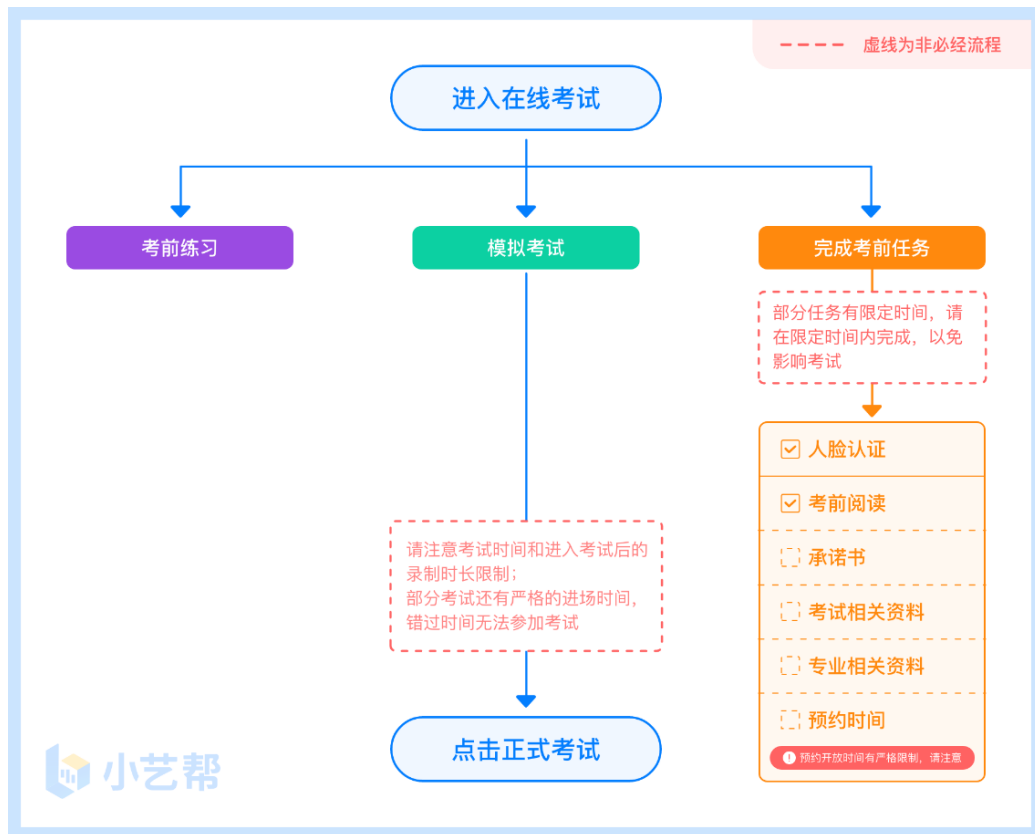 虚线为非必经流程
进入在线考试
考前练习
模拟考试
完成考前任务
部分任务有限定时间，请
在限定时间内完成，以免
影响考试
人脸认证
考前阅读
承诺书
考试相关资料
专业相关资料
预约时间
预约开放时间有严格限制，请注意
请注意考试时间和进入考试后的
录制时长限制；
部分考试还有严格的进场时间，
错过时间无法参加考试
点击正式考试
小艺帮